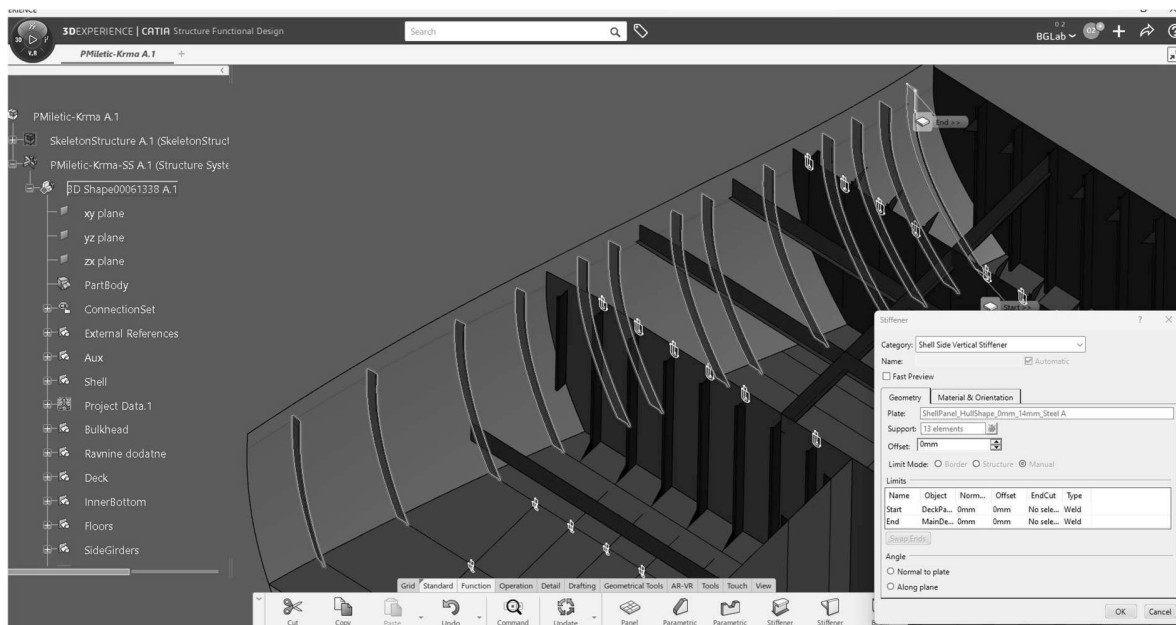 3DEXPERIENCE | CATIA Structure Functional Design
Search
0.2
BGLab
3D
V.R
PMiletic-Krma A.1
PMiletic-Krma A.1
SkeletonStructure A.1 (SkeletonStruct
PMiletic-Krma-SS A.1 (Structure Syste
3D Shape00061338 A.1
xy plane
yz plane
zx plane
PartBody
ConnectionSet
External References
Aux
Shell
Project Data.1
Bulkhead
Ravnine dodatne
Deck
InnerBottom
Floors
SideGirders
End >>
Start >>
Stiffener
Category: Shell Side Vertical Stiffener
Name: Automatic
Fast Preview
Geometry Material & Orientation
Plate: ShellPanel_HullShape_0mm_14mm_Steel A
Support: 13 elements
Offset: 0mm
Limit Mode: Border Structure Manual
Limits
Name Object Norm... Offset EndCut Type
Start DeckPa... 0mm 0mm No sele... Weld
End MainDe... 0mm 0mm No sele... Weld
Swap Ends
Angle
Normal to plate
Along plane
OK Cancel
Grid Standard Function Operation Detail Drafting Geometrical Tools AR-VR Tools Touch View
Cut Copy Paste Undo Command Update Panel Parametric Parametric Stiffener Stiffener